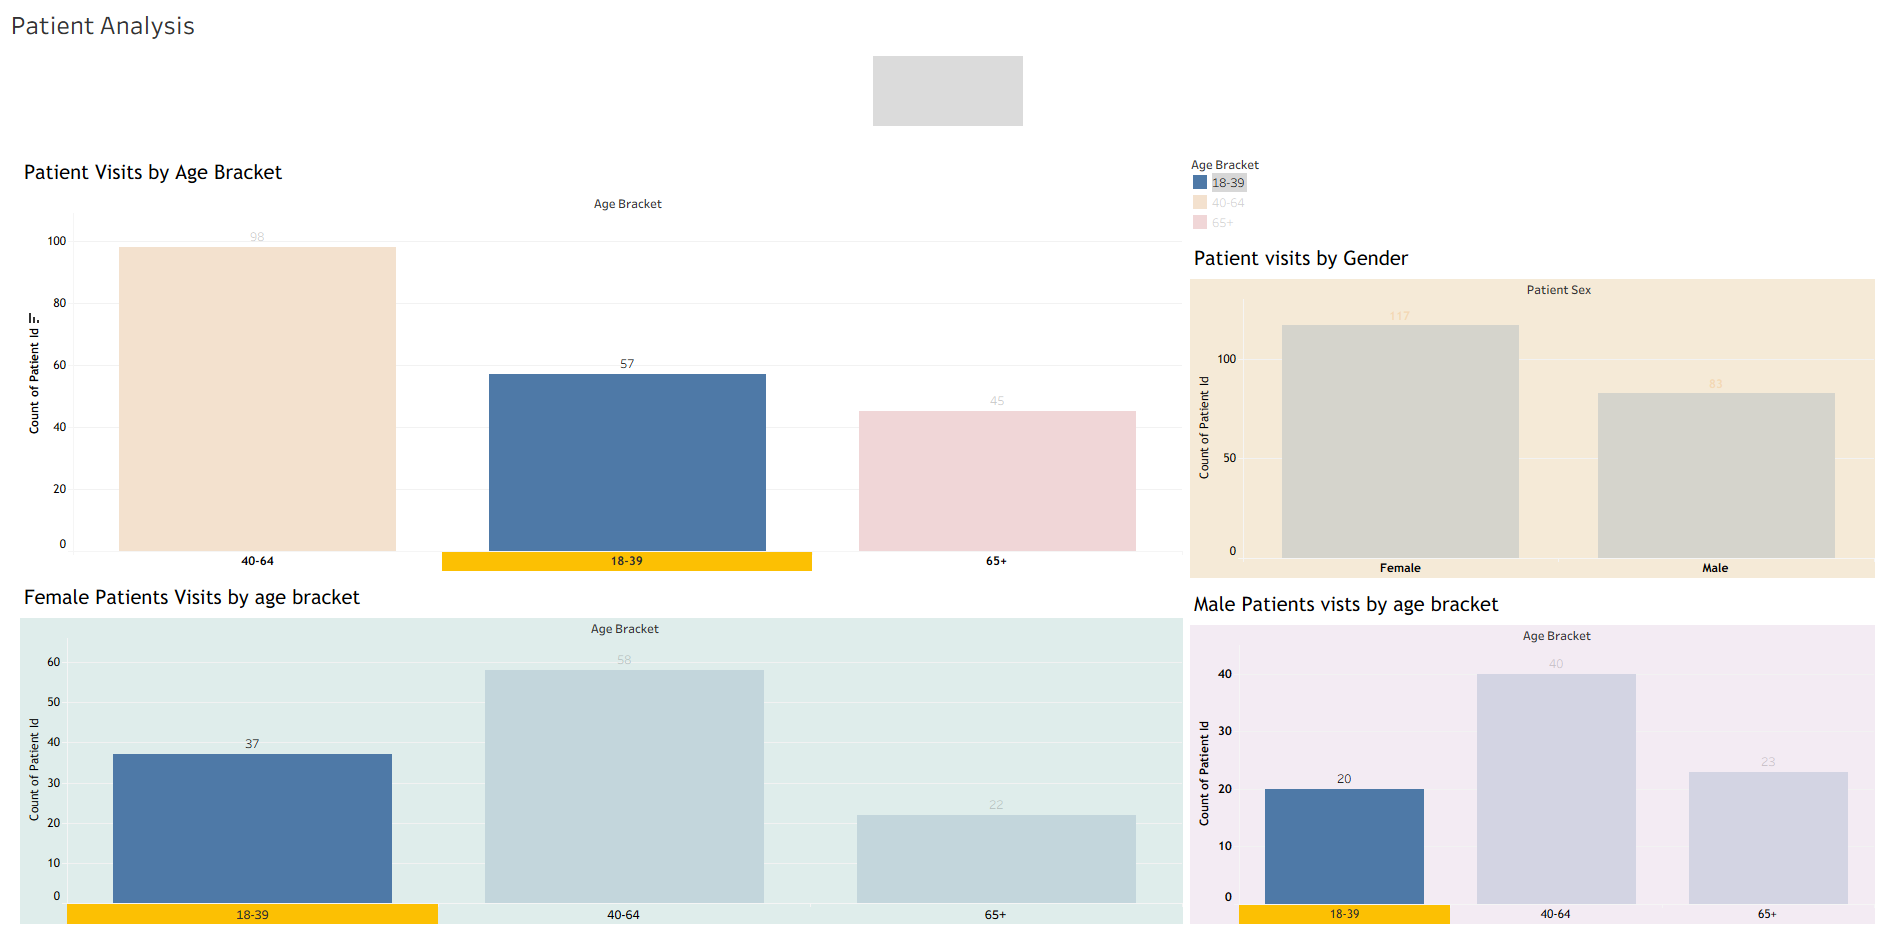 Patient Analysis
Patient Visits by Age Bracket
Age Bracket
98
57
45
100
80
60
40
20
0
Count of Patient Id
40-64
18-39
65+
Age Bracket
18-39
40-64
65+
Patient visits by Gender
Patient Sex
117
83
100
50
0
Count of Patient Id
Female
Male
Female Patients Visits by age bracket
Age Bracket
37
58
22
60
50
40
30
20
10
0
Count of Patient Id
18-39
40-64
65+
Male Patients vists by age bracket
Age Bracket
20
40
23
40
30
20
10
0
Count of Patient Id
18-39
40-64
65+